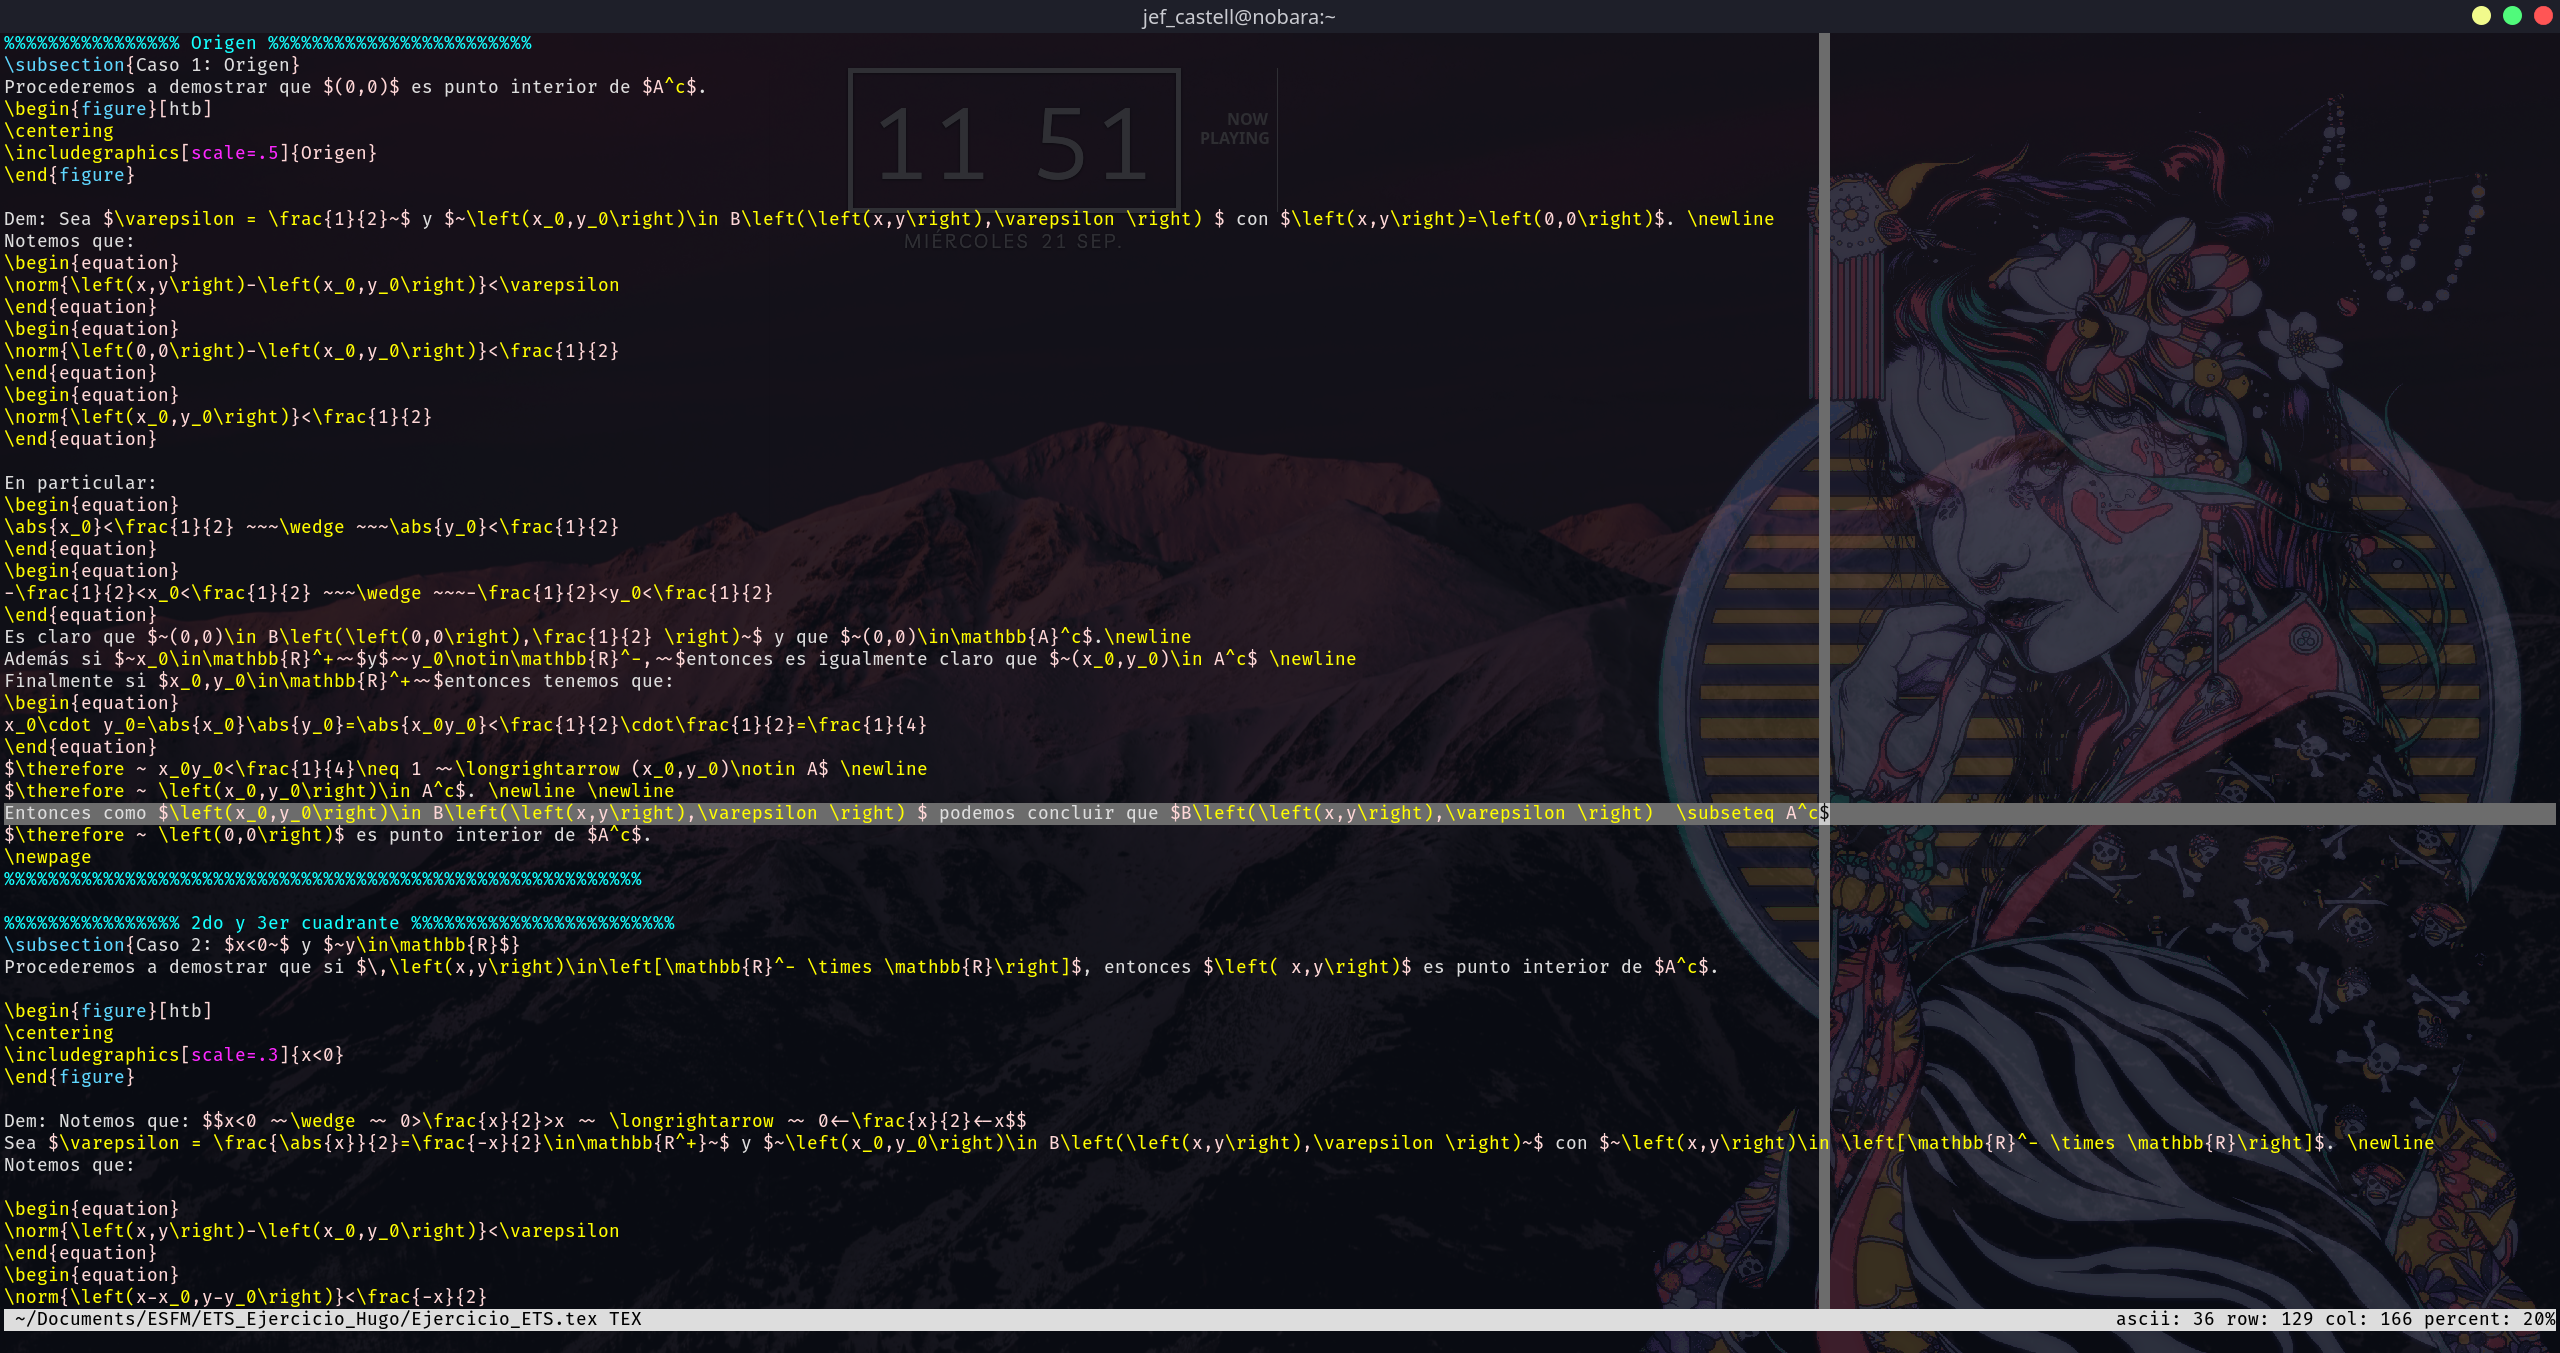 jef_castell@nobara:~
%%%%%%%%%%%%%%%% Origen %%%%%%%%%%%%%%%%%%%%%%%%
\subsection{Caso 1: Origen}
Procederemos a demostrar que $(0,0)$ es punto interior de $A^c$.
\begin{figure}[htb]
\centering
\includegraphics[scale=.5]{Origen}
\end{figure}
11 51
NOW
PLAYING
Dem: Sea $\varepsilon = \frac{1}{2}~$ y $~\left(x_0,y_0\right)\in B\left(\left(x,y\right),\varepsilon \right) $ con $\left(x,y\right)=\left(0,0\right)$. \newline
Notemos que:
MIÉRCOLES 21 SEP.
\begin{equation}
\norm{\left(x,y\right)-\left(x_0,y_0\right)}<\varepsilon
\end{equation}
\begin{equation}
\norm{\left(0,0\right)-\left(x_0,y_0\right)}<\frac{1}{2}
\end{equation}
\begin{equation}
\norm{\left(x_0,y_0\right)}<\frac{1}{2}
\end{equation}
En particular:
\begin{equation}
\abs{x_0}<\frac{1}{2} ~~~\wedge ~~~\abs{y_0}<\frac{1}{2}
\end{equation}
\begin{equation}
-\frac{1}{2}<x_0<\frac{1}{2} ~~~\wedge ~~~-\frac{1}{2}<y_0<\frac{1}{2}
\end{equation}
Es claro que $~(0,0)\in B\left(\left(0,0\right),\frac{1}{2} \right)~$ y que $~(0,0)\in\mathbb{A}^c$.\newline
Además si $~x_0\in\mathbb{R}^+~~$y$~~y_0\notin\mathbb{R}^-,~~$entonces es igualmente claro que $~(x_0,y_0)\in A^c$ \newline
Finalmente si $x_0,y_0\in\mathbb{R}^+~~$entonces tenemos que:
\begin{equation}
x_0\cdot y_0=\abs{x_0}\abs{y_0}=\abs{x_0y_0}<\frac{1}{2}\cdot\frac{1}{2}=\frac{1}{4}
\end{equation}
$\therefore ~ x_0y_0<\frac{1}{4}\neq 1 ~~\longrightarrow (x_0,y_0)\notin A$ \newline
$\therefore ~ \left(x_0,y_0\right)\in A^c$. \newline \newline
Entonces como $\left(x_0,y_0\right)\in B\left(\left(x,y\right),\varepsilon \right) $ podemos concluir que $B\left(\left(x,y\right),\varepsilon \right)  \subseteq A^c$
$\therefore ~ \left(0,0\right)$ es punto interior de $A^c$.
\newpage
%%%%%%%%%%%%%%%%%%%%%%%%%%%%%%%%%%%%%%%%%%%%%%%%%%%%%%%%%%
%%%%%%%%%%%%%%%% 2do y 3er cuadrante %%%%%%%%%%%%%%%%%%%%%%%%
\subsection{Caso 2: $x<0~$ y $~y\in\mathbb{R}$}
Procederemos a demostrar que si $\,\left(x,y\right)\in\left[\mathbb{R}^- \times \mathbb{R}\right]$, entonces $\left( x,y\right)$ es punto interior de $A^c$.
\begin{figure}[htb]
\centering
\includegraphics[scale=.3]{x<0}
\end{figure}
Dem: Notemos que: $$x<0 ~~\wedge ~~ 0>\frac{x}{2}>x ~~ \longrightarrow ~~ 0<-\frac{x}{2}<-x$$
Sea $\varepsilon = \frac{\abs{x}}{2}=\frac{-x}{2}\in\mathbb{R^+}~$ y $~\left(x_0,y_0\right)\in B\left(\left(x,y\right),\varepsilon \right)~$ con $~\left(x,y\right)\in \left[\mathbb{R}^- \times \mathbb{R}\right]$. \newline
Notemos que:
\begin{equation}
\norm{\left(x,y\right)-\left(x_0,y_0\right)}<\varepsilon
\end{equation}
\begin{equation}
\norm{\left(x-x_0,y-y_0\right)}<\frac{-x}{2}
~/Documents/ESFM/ETS_Ejercicio_Hugo/Ejercicio_ETS.tex TEX ascii: 36 row: 129 col: 166 percent: 20%